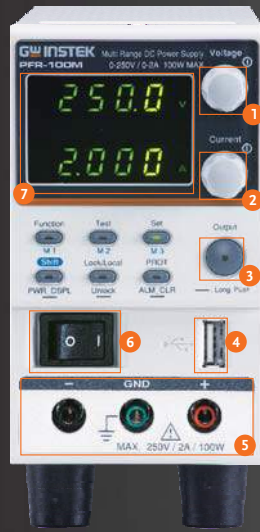 GW INSTEK Multi Range DC Power Supply
PFR-100M 0-250V / 0-2A 100W MAX
Voltage
1
250.0 V
Current
2
2.000 A
7
Function Test Set Output
M 1 M 2 M 3
3
Shift Lock/Local PROT
PWR_DSPL Unlock ALM_CLR Long Push
O I
6
4
– GND +
MAX. 250V / 2A / 100W
5